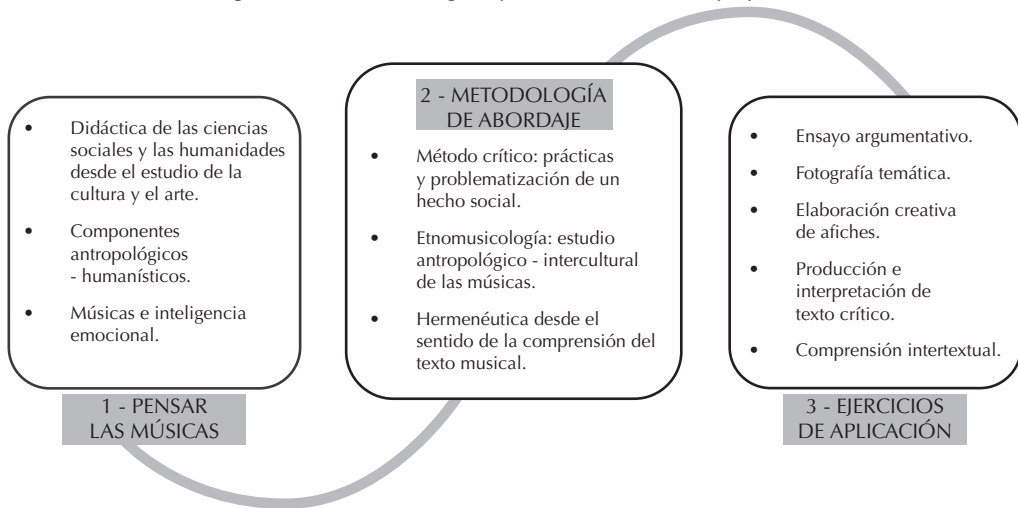 • Didáctica de las ciencias
sociales y las humanidades
desde el estudio de la
cultura y el arte.
• Componentes
antropológicos
- humanísticos.
• Músicas e inteligencia
emocional.
1 - PENSAR
LAS MÚSICAS
2 - METODOLOGÍA
DE ABORDAJE
• Método crítico: prácticas
y problematización de un
hecho social.
• Etnomusicología: estudio
antropológico - intercultural
de las músicas.
• Hermenéutica desde el
sentido de la comprensión del
texto musical.
• Ensayo argumentativo.
• Fotografía temática.
• Elaboración creativa
de afiches.
• Producción e
interpretación de
texto crítico.
• Comprensión intertextual.
3 - EJERCICIOS
DE APLICACIÓN